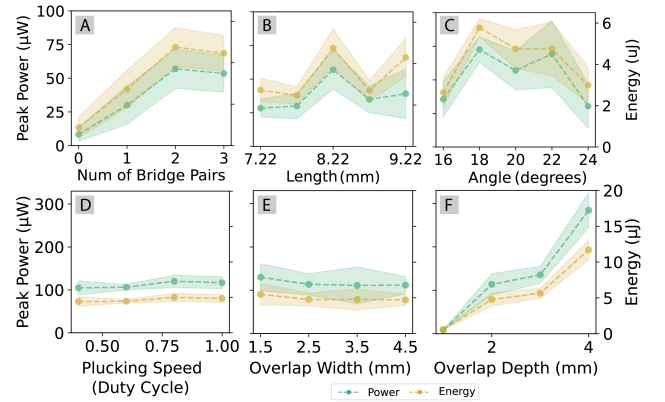 A
B
C
Peak Power (µW)
100
75
50
25
0
0 1 2 3
Num of Bridge Pairs
7.22 8.22 9.22
Length (mm)
16 18 20 22 24
Angle (degrees)
6
4
2
0
Energy (uJ)
D
E
F
Peak Power (µW)
300
200
100
0
0.50 0.75 1.00
Plucking Speed
(Duty Cycle)
1.5 2.5 3.5 4.5
Overlap Width (mm)
2 4
Overlap Depth (mm)
20
15
10
5
0
Energy (µJ)
Power Energy